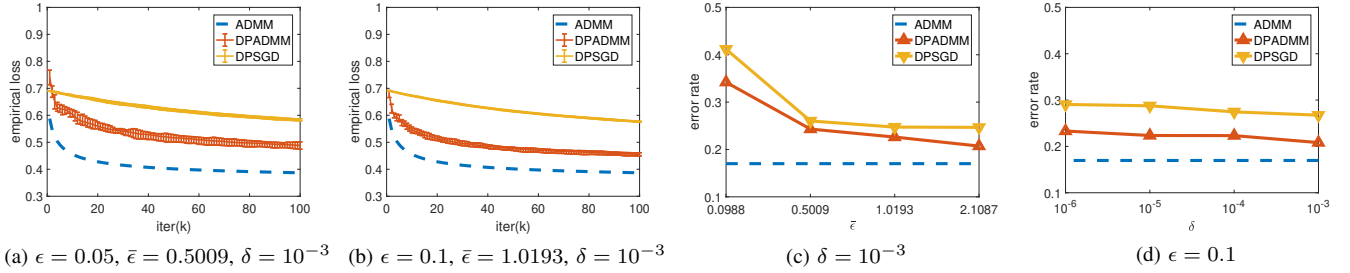 1
0.9
0.8
0.7
0.6
0.5
0.4
0.3
empirical loss
0 20 40 60 80 100
iter(k)
ADMM
DPADMM
DPSGD
(a) ϵ = 0.05, ϵ̄ = 0.5009, δ = 10⁻³
1
0.9
0.8
0.7
0.6
0.5
0.4
0.3
empirical loss
0 20 40 60 80 100
iter(k)
ADMM
DPADMM
DPSGD
(b) ϵ = 0.1, ϵ̄ = 1.0193, δ = 10⁻³
0.5
0.4
0.3
0.2
0.1
error rate
0.0988 0.5009 1.0193 2.1087
ϵ̄
ADMM
DPADMM
DPSGD
(c) δ = 10⁻³
0.5
0.4
0.3
0.2
0.1
error rate
10⁻⁶ 10⁻⁵ 10⁻⁴ 10⁻³
δ
ADMM
DPADMM
DPSGD
(d) ϵ = 0.1